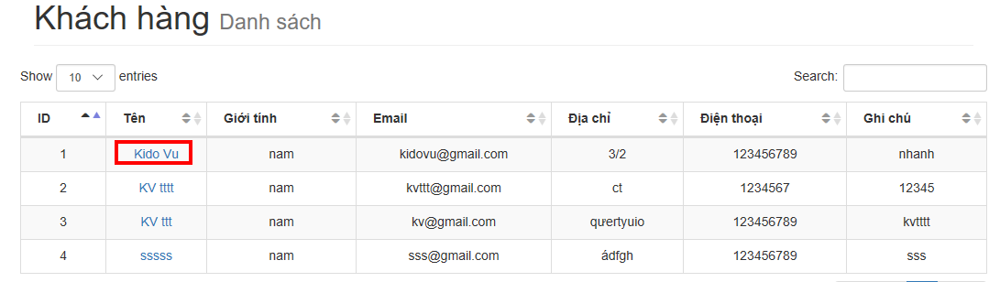 Khách hàng Danh sách
Show 10 entries Search:
ID Tên Giới tính Email Địa chỉ Điện thoại Ghi chú
1 Kido Vu nam kidovu@gmail.com 3/2 123456789 nhanh
2 KV tttt nam kvttt@gmail.com ct 1234567 12345
3 KV ttt nam kv@gmail.com qưertyuio 123456789 kvtttt
4 sssss nam sss@gmail.com ádfgh 123456789 sss